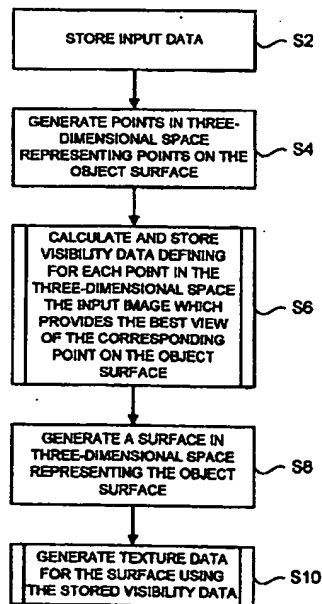 STORE INPUT DATA
S2
GENERATE POINTS IN THREE-
DIMENSIONAL SPACE
REPRESENTING POINTS ON THE
OBJECT SURFACE
S4
CALCULATE AND STORE
VISIBILITY DATA DEFINING
FOR EACH POINT IN THE
THREE-DIMENSIONAL SPACE
THE INPUT IMAGE WHICH
PROVIDES THE BEST VIEW
OF THE CORRESPONDING
POINT ON THE OBJECT
SURFACE
S6
GENERATE A SURFACE IN
THREE-DIMENSIONAL SPACE
REPRESENTING THE OBJECT
SURFACE
S8
GENERATE TEXTURE DATA
FOR THE SURFACE USING
THE STORED VISIBILITY DATA
S10